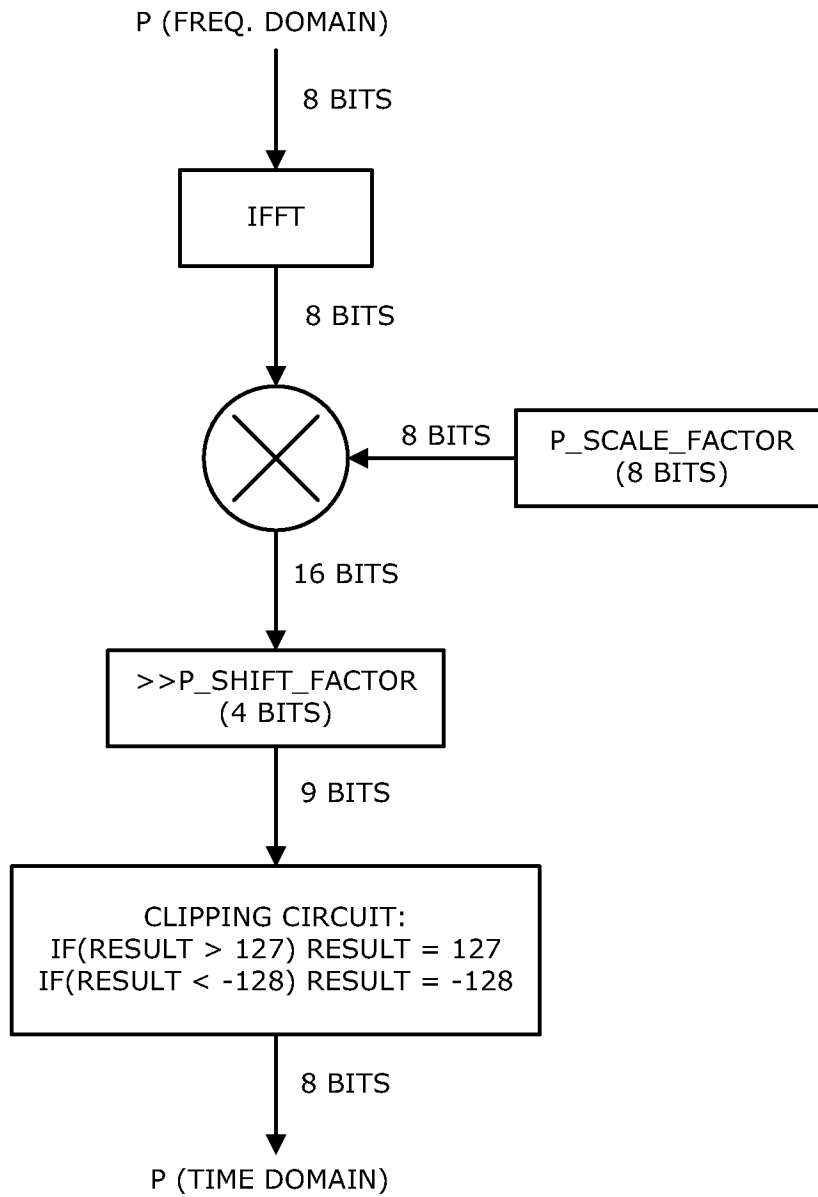 P (FREQ. DOMAIN)
8 BITS
IFFT
8 BITS
8 BITS
P_SCALE_FACTOR
(8 BITS)
16 BITS
>>P_SHIFT_FACTOR
(4 BITS)
9 BITS
CLIPPING CIRCUIT:
IF(RESULT > 127) RESULT = 127
IF(RESULT < -128) RESULT = -128
8 BITS
P (TIME DOMAIN)